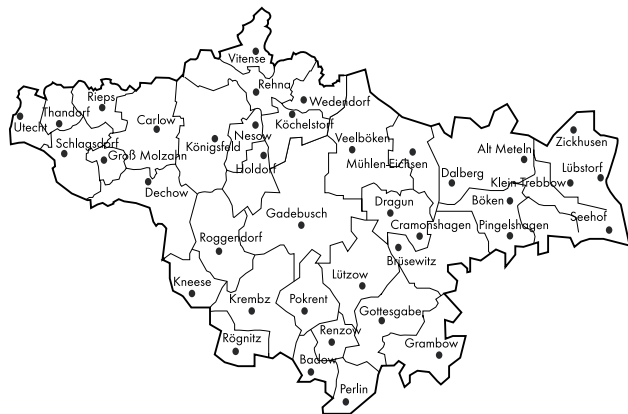 Vitense
Rehna
Wedendorf
Rieps
Thandorf
Utecht
Carlow
Schlagsdorf
Groß Molzahn
Dechow
Königsfeld
Nesow
Köchelstorf
Holdorf
Veelböken
Mühlen-Eichsen
Alt Meteln
Zickhusen
Dalberg
Klein Trebbow
Lübstorf
Böken
Seehof
Dragun
Cramonshagen
Pingelshagen
Gadebusch
Roggendorf
Brüsewitz
Kneese
Lützow
Krembz
Pokrent
Gottesgabe
Rögnitz
Renzow
Grambow
Badow
Perlin